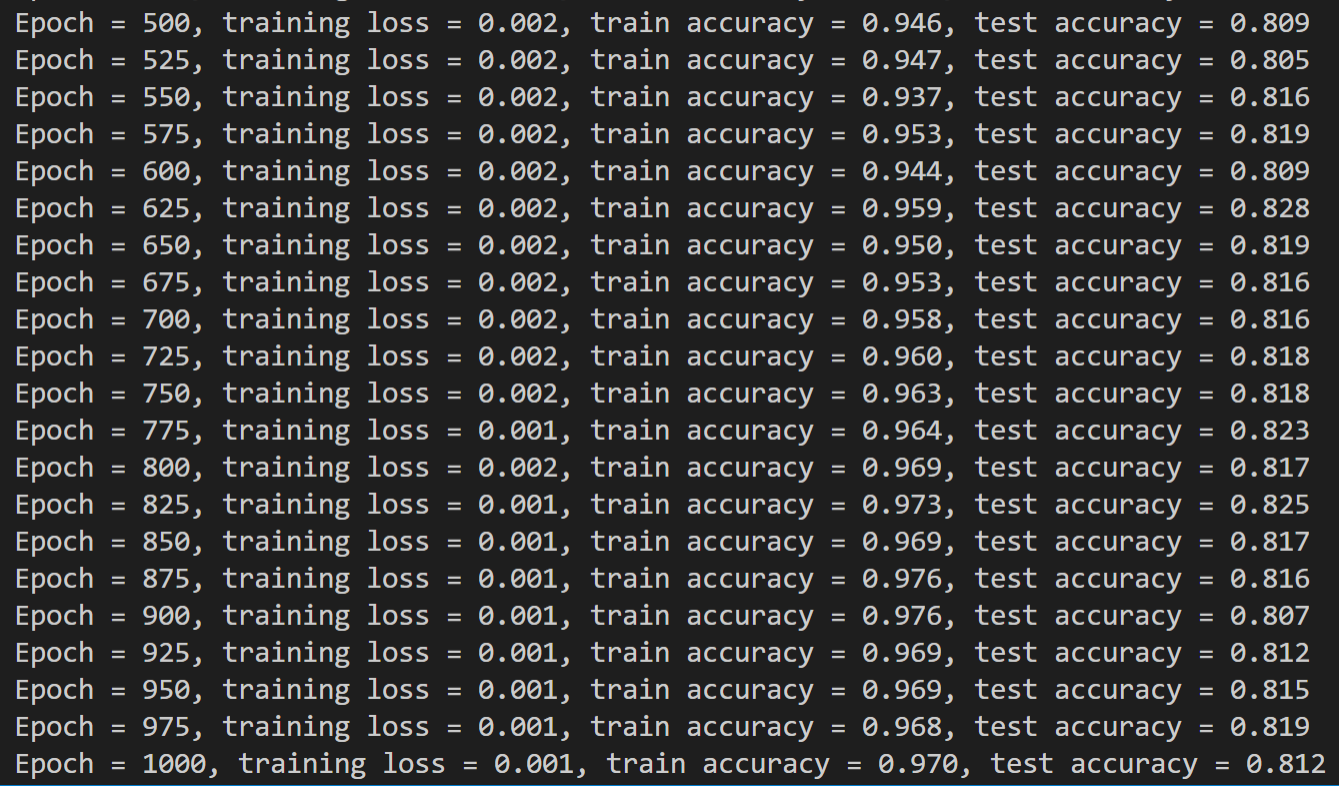 Epoch = 500, training loss = 0.002, train accuracy = 0.946, test accuracy = 0.809
Epoch = 525, training loss = 0.002, train accuracy = 0.947, test accuracy = 0.805
Epoch = 550, training loss = 0.002, train accuracy = 0.937, test accuracy = 0.816
Epoch = 575, training loss = 0.002, train accuracy = 0.953, test accuracy = 0.819
Epoch = 600, training loss = 0.002, train accuracy = 0.944, test accuracy = 0.809
Epoch = 625, training loss = 0.002, train accuracy = 0.959, test accuracy = 0.828
Epoch = 650, training loss = 0.002, train accuracy = 0.950, test accuracy = 0.819
Epoch = 675, training loss = 0.002, train accuracy = 0.953, test accuracy = 0.816
Epoch = 700, training loss = 0.002, train accuracy = 0.958, test accuracy = 0.816
Epoch = 725, training loss = 0.002, train accuracy = 0.960, test accuracy = 0.818
Epoch = 750, training loss = 0.002, train accuracy = 0.963, test accuracy = 0.818
Epoch = 775, training loss = 0.001, train accuracy = 0.964, test accuracy = 0.823
Epoch = 800, training loss = 0.002, train accuracy = 0.969, test accuracy = 0.817
Epoch = 825, training loss = 0.001, train accuracy = 0.973, test accuracy = 0.825
Epoch = 850, training loss = 0.001, train accuracy = 0.969, test accuracy = 0.817
Epoch = 875, training loss = 0.001, train accuracy = 0.976, test accuracy = 0.816
Epoch = 900, training loss = 0.001, train accuracy = 0.976, test accuracy = 0.807
Epoch = 925, training loss = 0.001, train accuracy = 0.969, test accuracy = 0.812
Epoch = 950, training loss = 0.001, train accuracy = 0.969, test accuracy = 0.815
Epoch = 975, training loss = 0.001, train accuracy = 0.968, test accuracy = 0.819
Epoch = 1000, training loss = 0.001, train accuracy = 0.970, test accuracy = 0.812